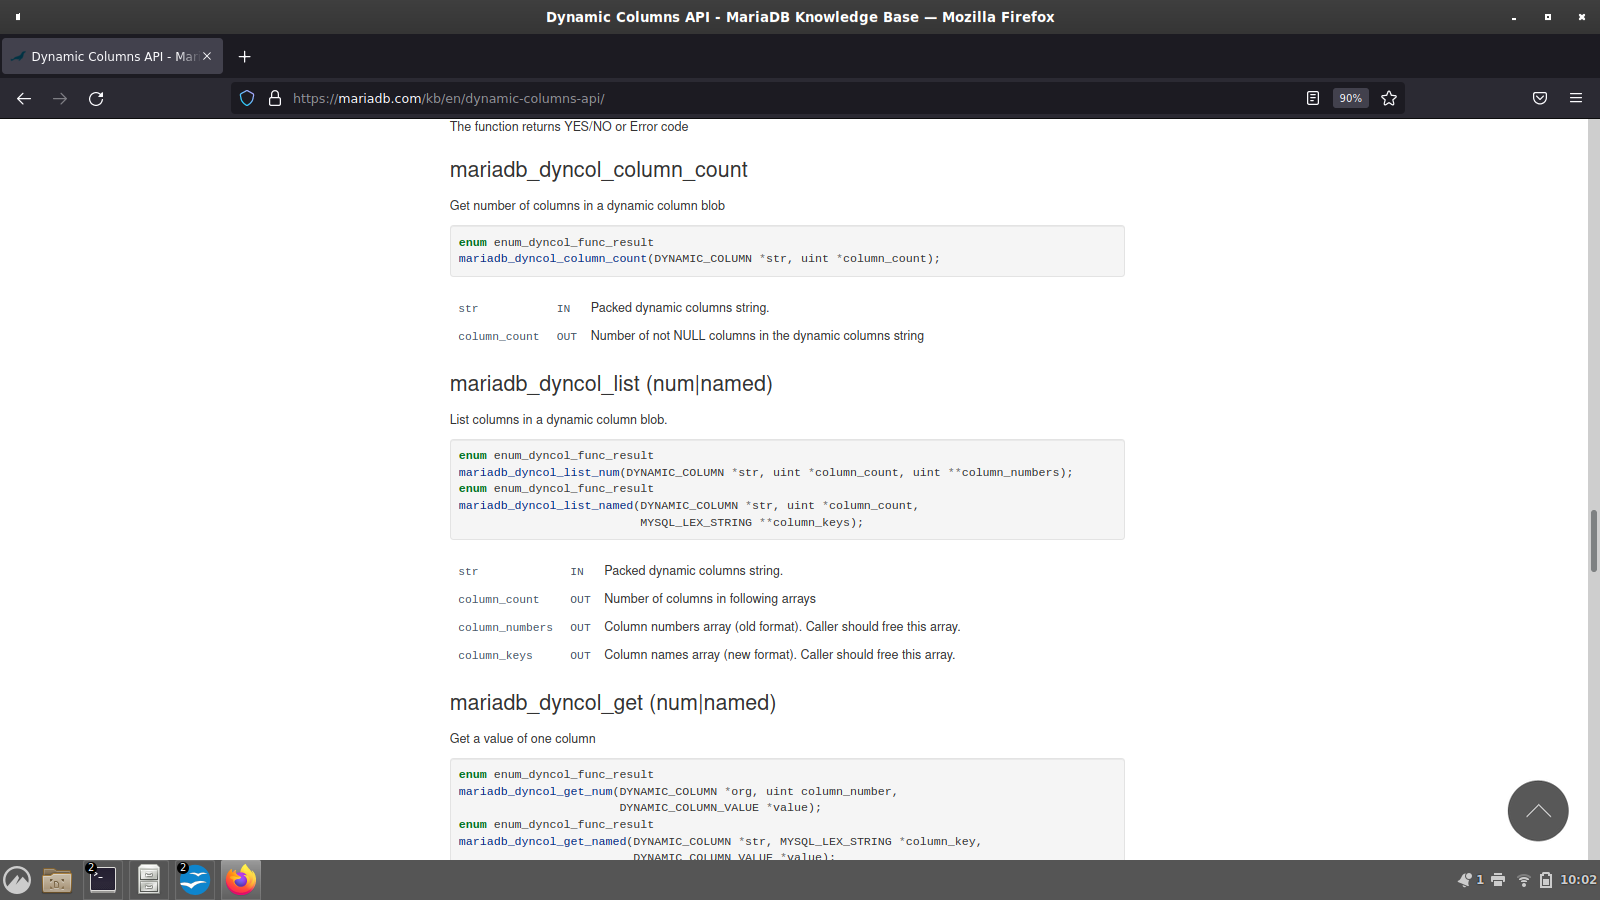 Dynamic Columns API - MariaDB Knowledge Base — Mozilla Firefox
Dynamic Columns API - Mar
https://mariadb.com/kb/en/dynamic-columns-api/
90%
The function returns YES/NO or Error code
mariadb_dyncol_column_count
Get number of columns in a dynamic column blob
enum enum_dyncol_func_result
mariadb_dyncol_column_count(DYNAMIC_COLUMN *str, uint *column_count);
str IN Packed dynamic columns string.
column_count OUT Number of not NULL columns in the dynamic columns string
mariadb_dyncol_list (num|named)
List columns in a dynamic column blob.
enum enum_dyncol_func_result
mariadb_dyncol_list_num(DYNAMIC_COLUMN *str, uint *column_count, uint **column_numbers);
enum enum_dyncol_func_result
mariadb_dyncol_list_named(DYNAMIC_COLUMN *str, uint *column_count,
MYSQL_LEX_STRING **column_keys);
str IN Packed dynamic columns string.
column_count OUT Number of columns in following arrays
column_numbers OUT Column numbers array (old format). Caller should free this array.
column_keys OUT Column names array (new format). Caller should free this array.
mariadb_dyncol_get (num|named)
Get a value of one column
enum enum_dyncol_func_result
mariadb_dyncol_get_num(DYNAMIC_COLUMN *org, uint column_number,
DYNAMIC_COLUMN_VALUE *value);
enum enum_dyncol_func_result
mariadb_dyncol_get_named(DYNAMIC_COLUMN *str, MYSQL_LEX_STRING *column_key,
DYNAMIC_COLUMN_VALUE *value);
2
2
1
10:02